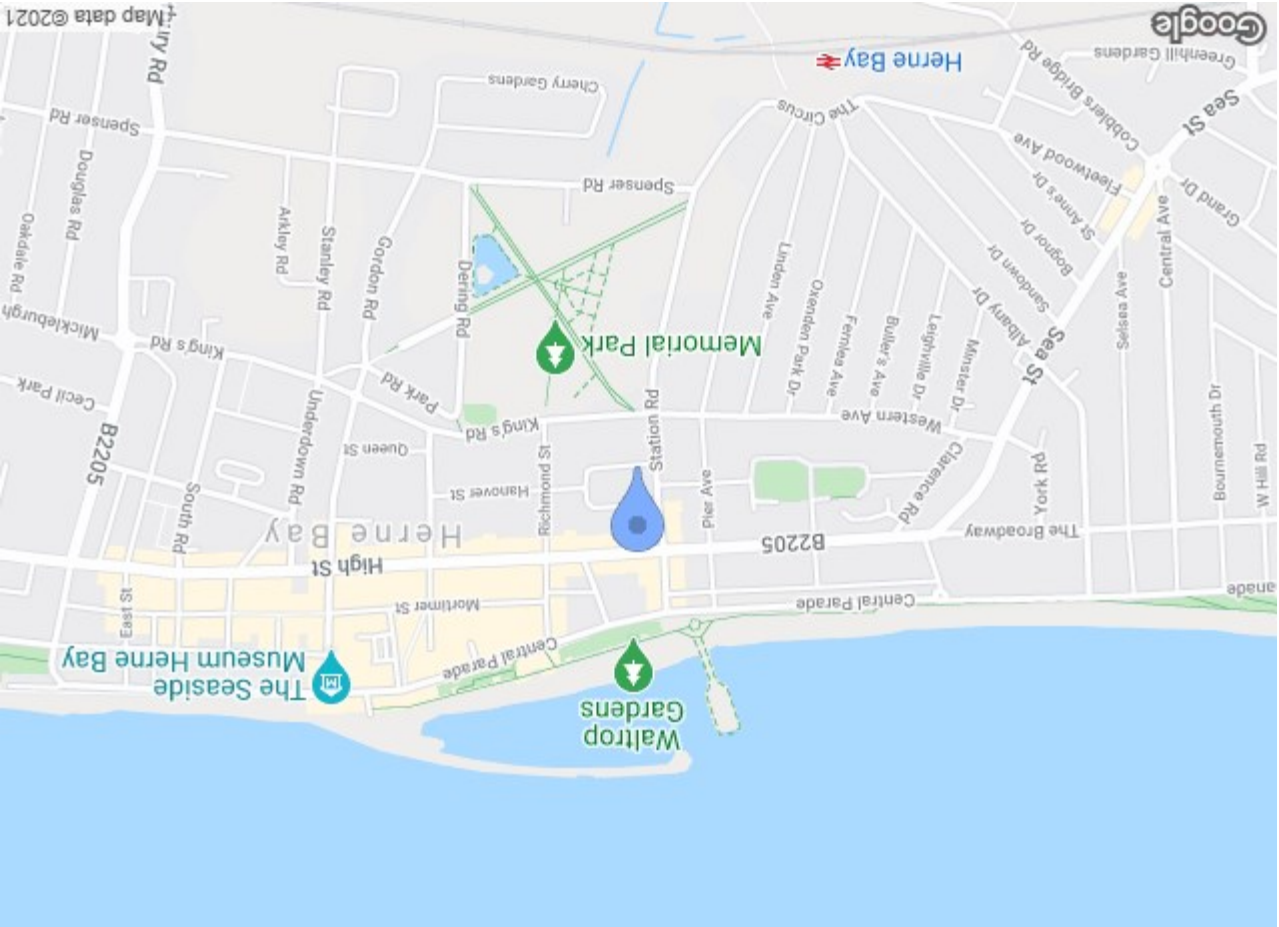 Waltrop
Gardens
The Seaside
Museum Herne Bay
Central Parade
Central Parade
Mortimer St
East St
High St
B2205
The Broadway
Herne Bay
South Rd
Clarence Rd
York Rd
W Hill Rd
Bournemouth Dr
Pier Ave
Richmond St
Hanover St
Queen St
Underdown Rd
B2205
Station Rd
King's Rd
Western Ave
Park Rd
Cecil Park
Minster Dr
Leighville Dr
Buller's Ave
Fernlea Ave
Oxenden Park Dr
Linden Ave
Albany Dr
Sea St
Selsea Ave
Memorial Park
King's Rd
Mickleburgh
Dering Rd
Gordon Rd
Stanley Rd
Arkley Rd
Sandown Dr
Bognor Dr
St Anne's Dr
Fleetwood Ave
Central Ave
Grand Dr
Oakdale Rd
Douglas Rd
Spenser Rd
Spenser Rd
The Circus
Cobblers Bridge Rd
Sea St
Cherry Gardens
Herne Bay
Greenhill Gardens
Google
Map data ©2021